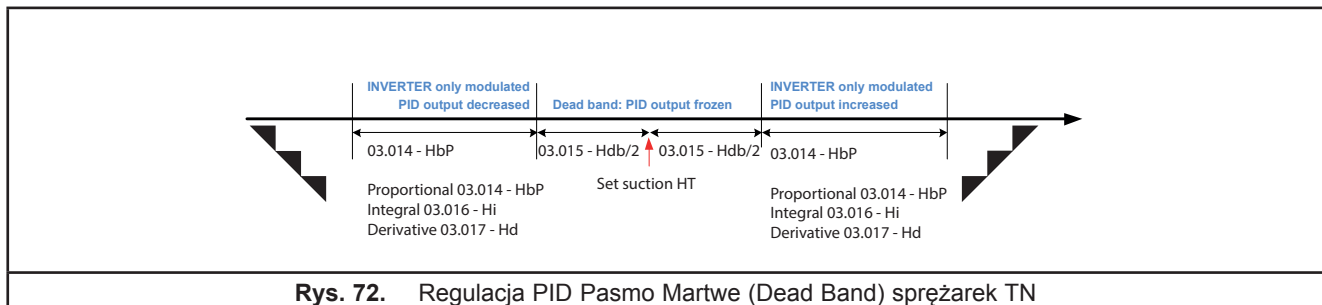 INVERTER only modulated
PID output decreased
Dead band: PID output frozen
INVERTER only modulated
PID output increased
03.014 - HbP
03.015 - Hdb/2
03.015 - Hdb/2
03.014 - HbP
Set suction HT
Proportional 03.014 - HbP
Integral 03.016 - Hi
Derivative 03.017 - Hd
Proportional 03.014 - HbP
Integral 03.016 - Hi
Derivative 03.017 - Hd
Rys. 72. Regulacja PID Pasmo Martwe (Dead Band) sprężarek TN